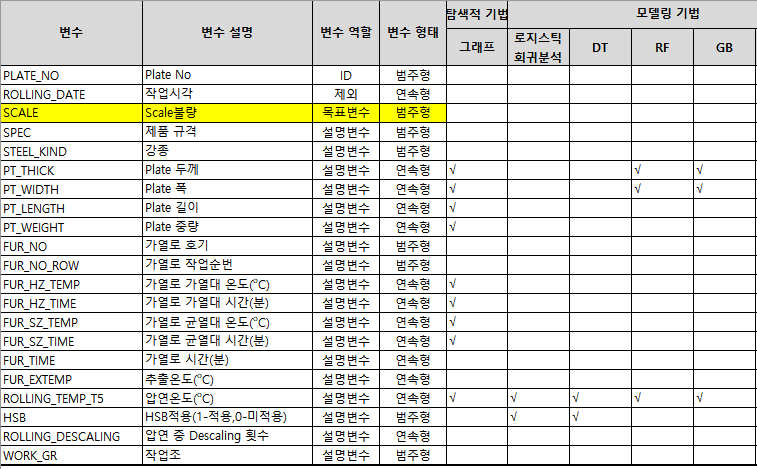 변수 변수 설명 변수 역할 변수 형태 탐색적 기법 모델링 기법
그래프 로지스틱 회귀분석 DT RF GB
PLATE_NO Plate No ID 범주형
ROLLING_DATE 작업시각 제외 연속형
SCALE Scale불량 목표변수 범주형
SPEC 제품 규격 설명변수 범주형
STEEL_KIND 강종 설명변수 범주형
PT_THICK Plate 두께 설명변수 연속형 √ √ √
PT_WIDTH Plate 폭 설명변수 연속형 √ √ √
PT_LENGTH Plate 길이 설명변수 연속형 √
PT_WEIGHT Plate 중량 설명변수 연속형 √
FUR_NO 가열로 호기 설명변수 범주형
FUR_NO_ROW 가열로 작업순번 설명변수 범주형
FUR_HZ_TEMP 가열로 가열대 온도(℃) 설명변수 연속형 √
FUR_HZ_TIME 가열로 가열대 시간(분) 설명변수 연속형 √
FUR_SZ_TEMP 가열로 균열대 온도(℃) 설명변수 연속형 √
FUR_SZ_TIME 가열로 균열대 시간(분) 설명변수 연속형 √
FUR_TIME 가열로 시간(분) 설명변수 연속형
FUR_EXTEMP 추출온도(℃) 설명변수 연속형
ROLLING_TEMP_T5 압연온도(℃) 설명변수 연속형 √ √ √ √ √
HSB HSB적용(1-적용,0-미적용) 설명변수 범주형 √ √
ROLLING_DESCALING 압연 중 Descaling 횟수 설명변수 연속형
WORK_GR 작업조 설명변수 범주형